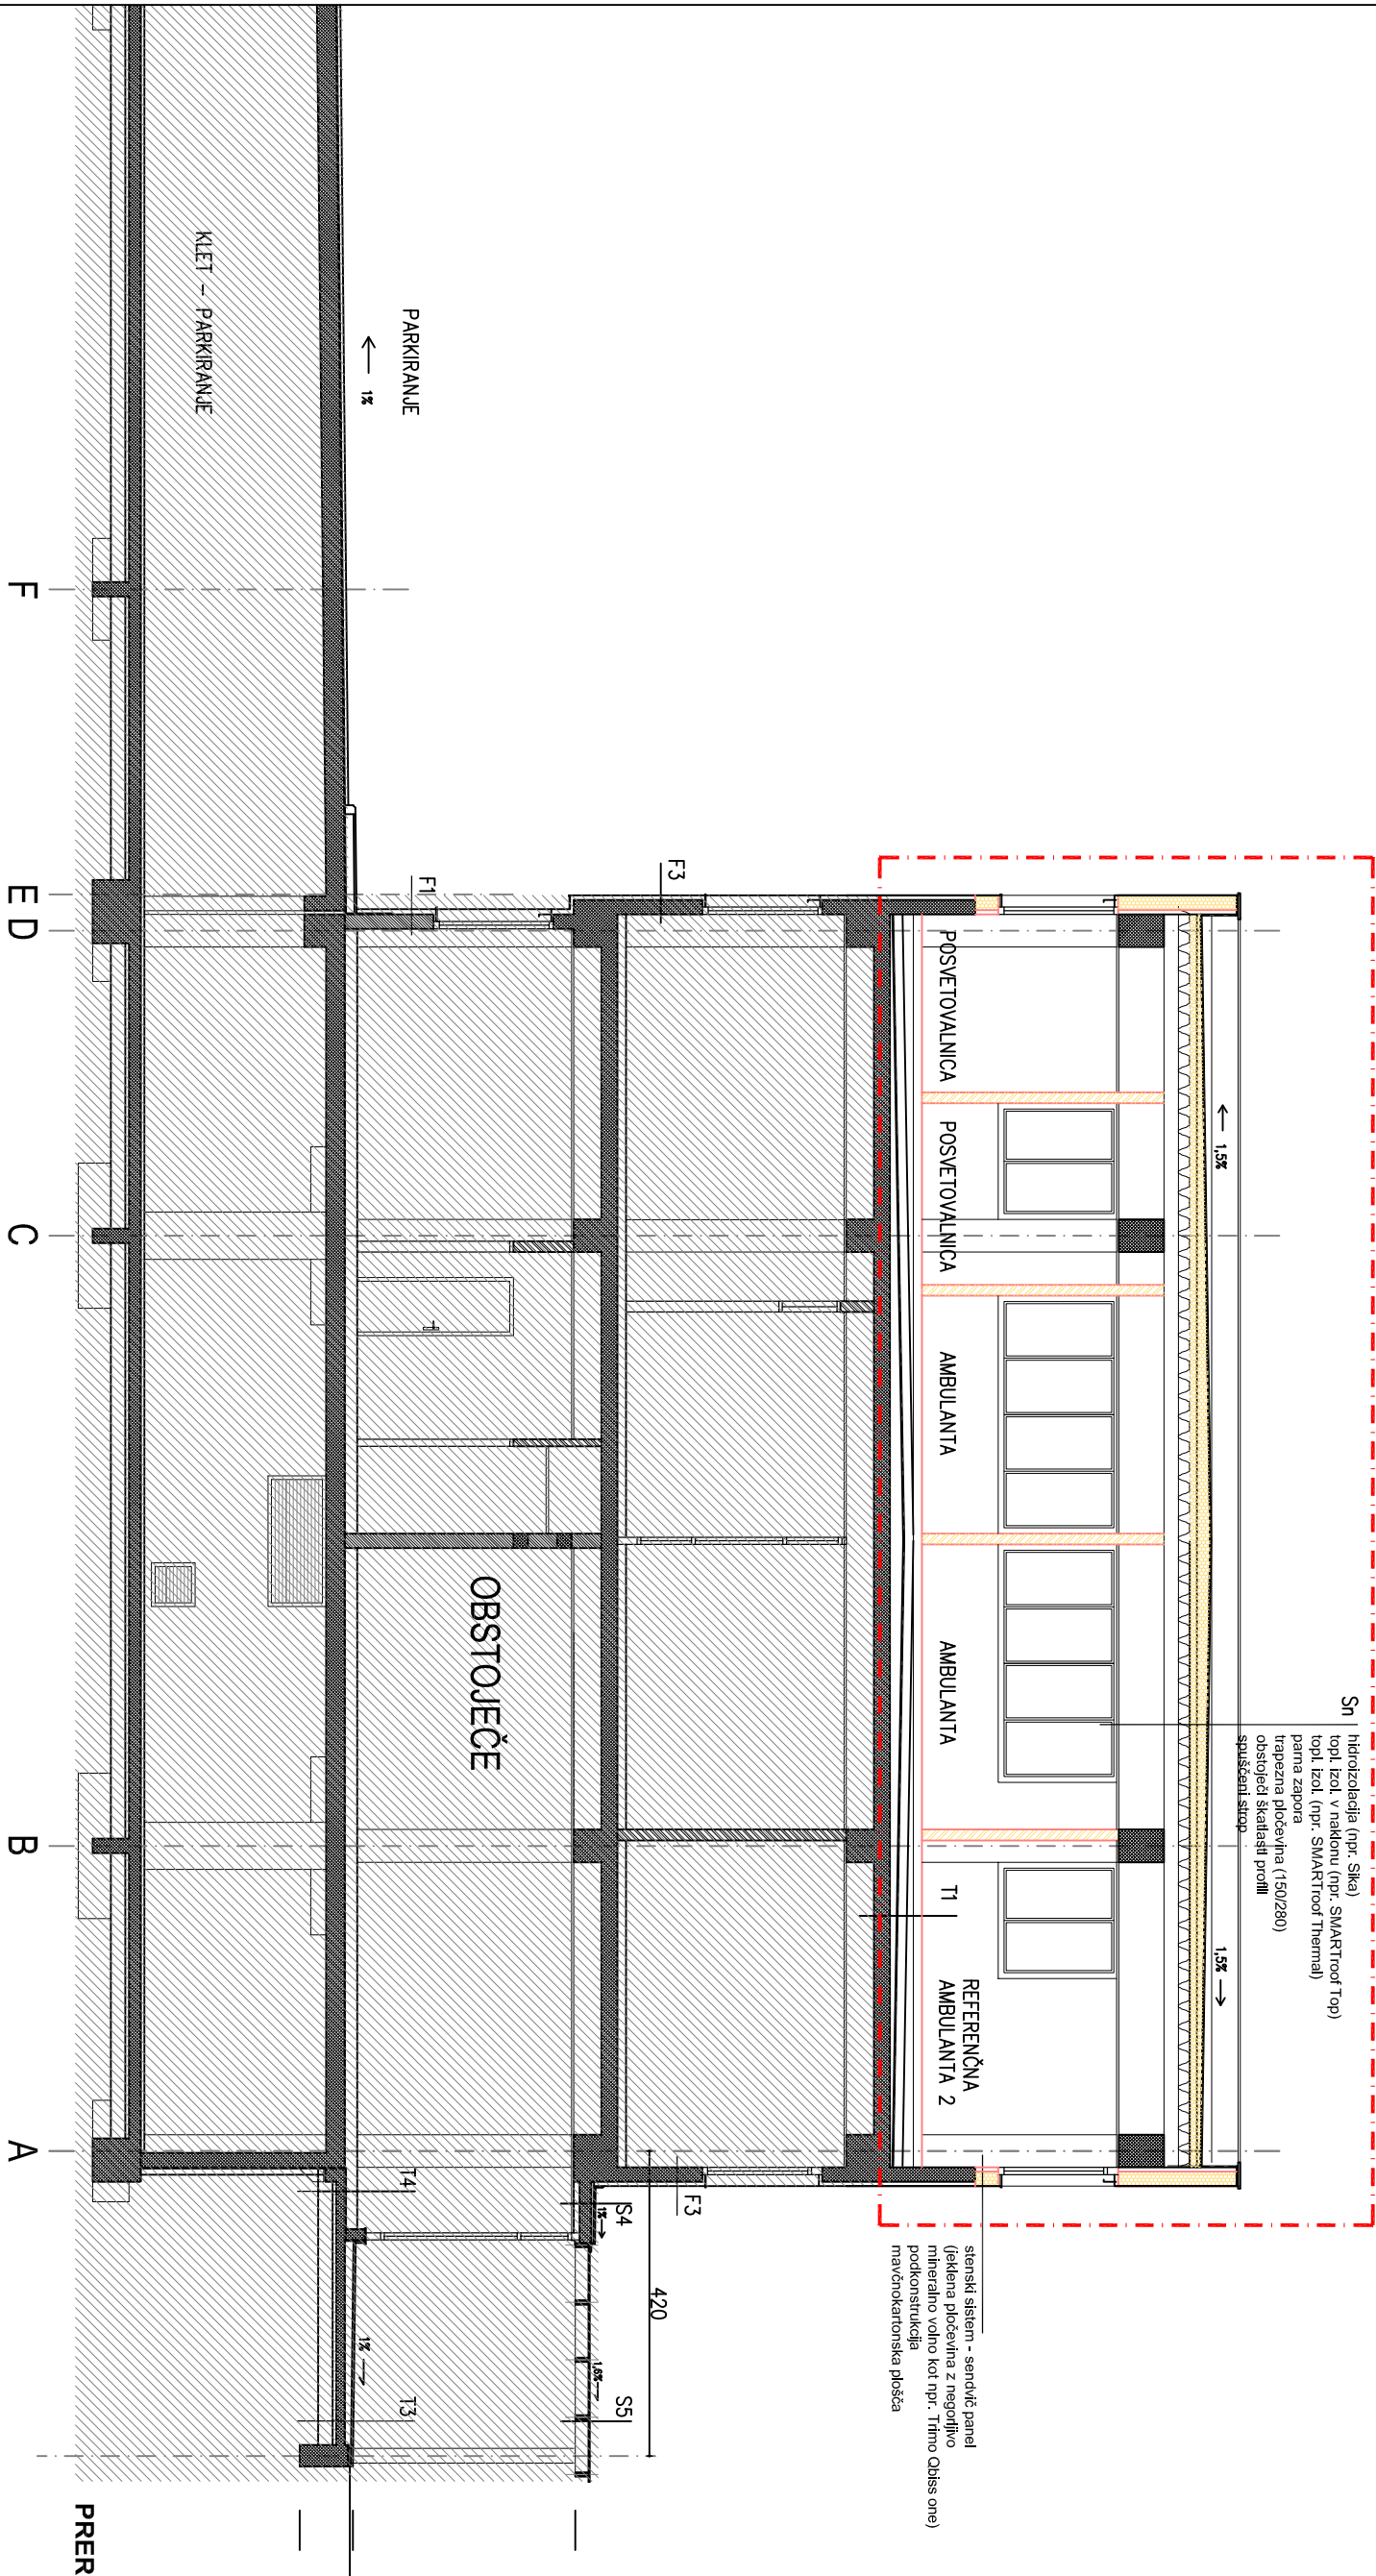 Sn
hidroizolacija (npr. Sika)
topl. izol. v naklonu (npr. SMARTroof Top)
topl. izol. (npr. SMARTroof Thermal)
parna zapora
trapezna pločevina (150/280)
obstoječi škatlasti profili
spuščeni strop
1,5%
1,5%
POSVETOVALNICA
POSVETOVALNICA
AMBULANTA
AMBULANTA
T1
REFERENČNA
AMBULANTA 2
stenski sistem - sendvič panel
(jeklena pločevina z negorljivo
mineralno volno kot npr. Trimo Qbiss one)
podkonstrukcija
mavčnokartonska plošča
F3
F3
420
S4
1%
S5
1,6%
OBSTOJEČE
F1
PARKIRANJE
1%
T4
T3
1%
KLET - PARKIRANJE
PRER
F
E
D
C
B
A